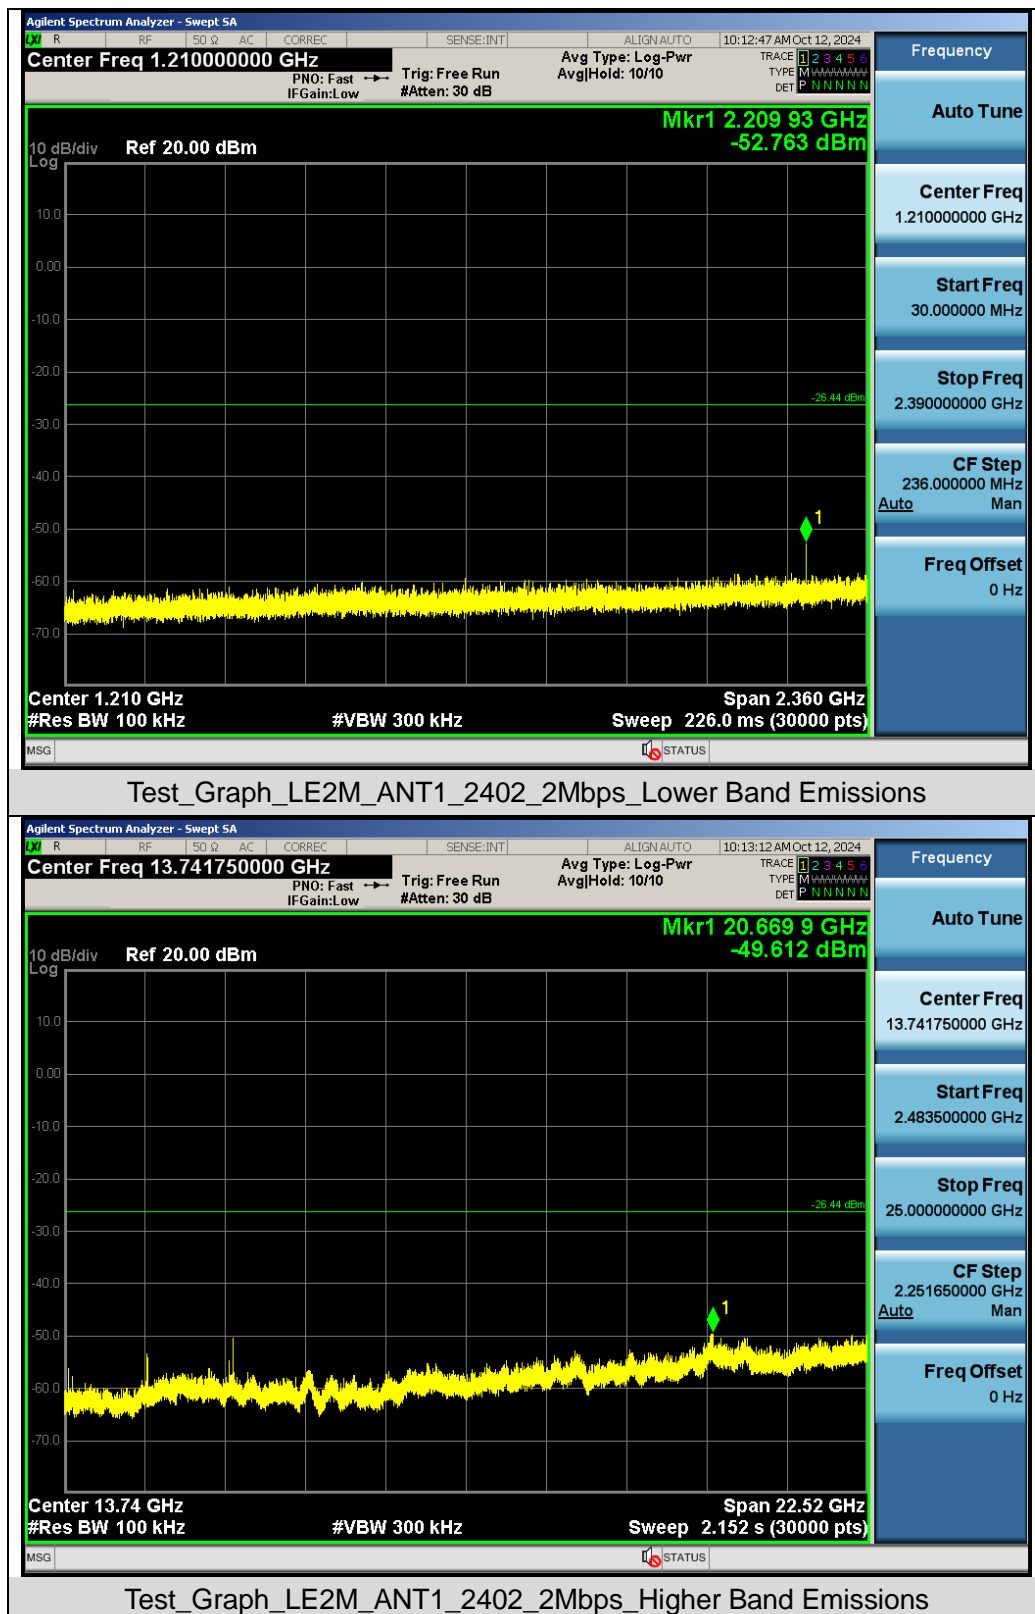 Agilent Spectrum Analyzer - Swept SA
LXI R RF 50 Ω AC CORREC SENSE:INT ALIGN AUTO 10:12:47 AM Oct 12, 2024
Center Freq 1.210000000 GHz
PNO: Fast
IFGain:Low
Trig: Free Run
#Atten: 30 dB
Avg Type: Log-Pwr
Avg|Hold: 10/10
TRACE 1 2 3 4 5 6
TYPE M
DET P N N N N N
Frequency
Auto Tune
Center Freq
1.210000000 GHz
Start Freq
30.000000 MHz
Stop Freq
2.390000000 GHz
CF Step
236.000000 MHz
Auto Man
Freq Offset
0 Hz
Mkr1 2.209 93 GHz
-52.763 dBm
10 dB/div Ref 20.00 dBm
Log
10.0
0.00
-10.0
-20.0
-26.44 dBm
-30.0
-40.0
-50.0
1
-60.0
-70.0
Center 1.210 GHz Span 2.360 GHz
#Res BW 100 kHz #VBW 300 kHz Sweep 226.0 ms (30000 pts)
MSG STATUS
Test_Graph_LE2M_ANT1_2402_2Mbps_Lower Band Emissions
Agilent Spectrum Analyzer - Swept SA
LXI R RF 50 Ω AC CORREC SENSE:INT ALIGN AUTO 10:13:12 AM Oct 12, 2024
Center Freq 13.741750000 GHz
PNO: Fast
IFGain:Low
Trig: Free Run
#Atten: 30 dB
Avg Type: Log-Pwr
Avg|Hold: 10/10
TRACE 1 2 3 4 5 6
TYPE M
DET P N N N N N
Frequency
Auto Tune
Center Freq
13.741750000 GHz
Start Freq
2.483500000 GHz
Stop Freq
25.000000000 GHz
CF Step
2.251650000 GHz
Auto Man
Freq Offset
0 Hz
Mkr1 20.669 9 GHz
-49.612 dBm
10 dB/div Ref 20.00 dBm
Log
10.0
0.00
-10.0
-20.0
-26.44 dBm
-30.0
-40.0
1
-50.0
-60.0
-70.0
Center 13.74 GHz Span 22.52 GHz
#Res BW 100 kHz #VBW 300 kHz Sweep 2.152 s (30000 pts)
MSG STATUS
Test_Graph_LE2M_ANT1_2402_2Mbps_Higher Band Emissions